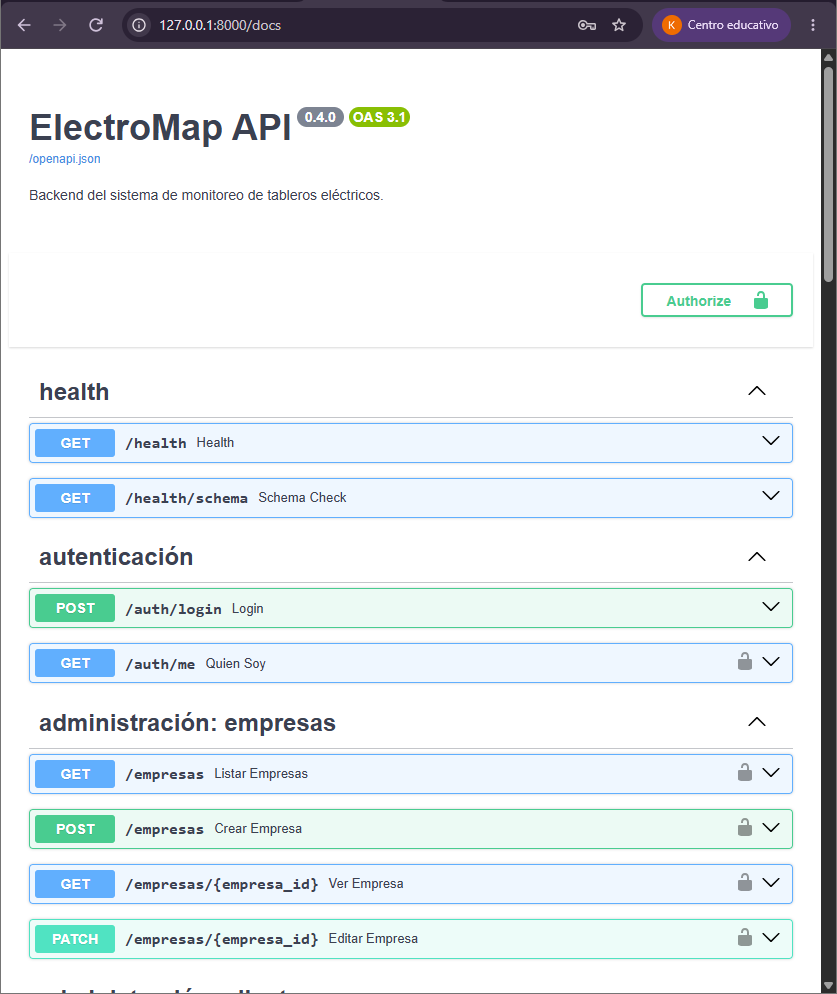 127.0.0.1:8000/docs
K Centro educativo
ElectroMap API 0.4.0 OAS 3.1
/openapi.json
Backend del sistema de monitoreo de tableros eléctricos.
Authorize
health
GET /health Health
GET /health/schema Schema Check
autenticación
POST /auth/login Login
GET /auth/me Quien Soy
administración: empresas
GET /empresas Listar Empresas
POST /empresas Crear Empresa
GET /empresas/{empresa_id} Ver Empresa
PATCH /empresas/{empresa_id} Editar Empresa